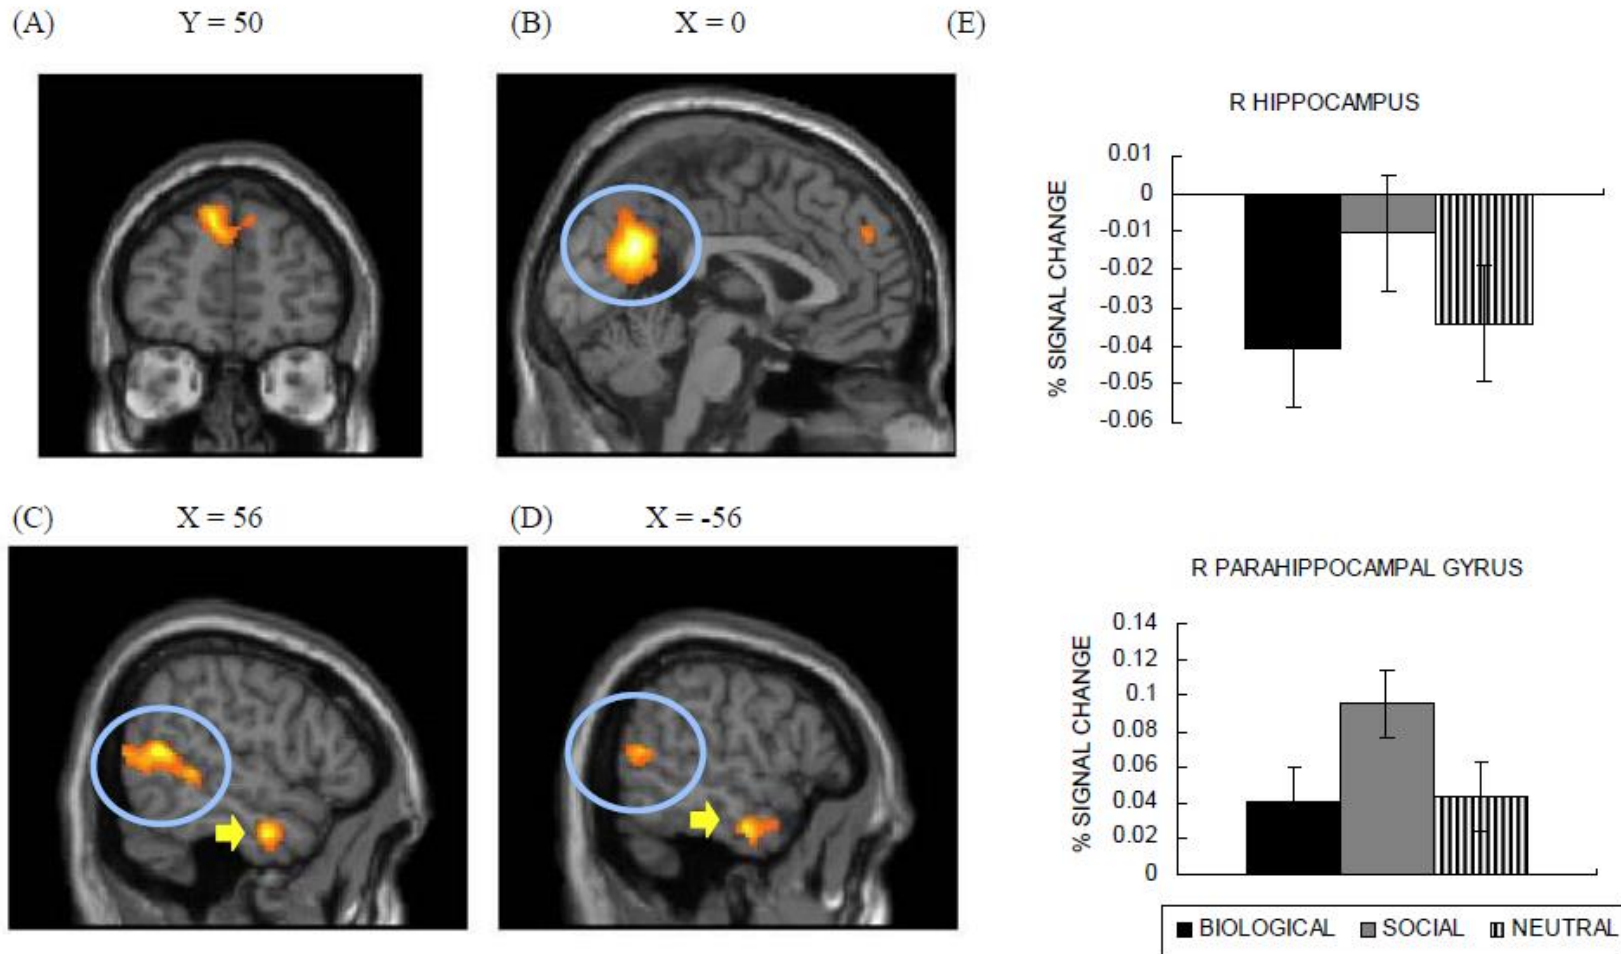 (A) Y = 50
(B) X = 0
(E)
R HIPPOCAMPUS
% SIGNAL CHANGE
0.01
0
-0.01
-0.02
-0.03
-0.04
-0.05
-0.06
(C) X = 56
(D) X = -56
R PARAHIPPOCAMPAL GYRUS
% SIGNAL CHANGE
0.14
0.12
0.1
0.08
0.06
0.04
0.02
0
BIOLOGICAL SOCIAL NEUTRAL